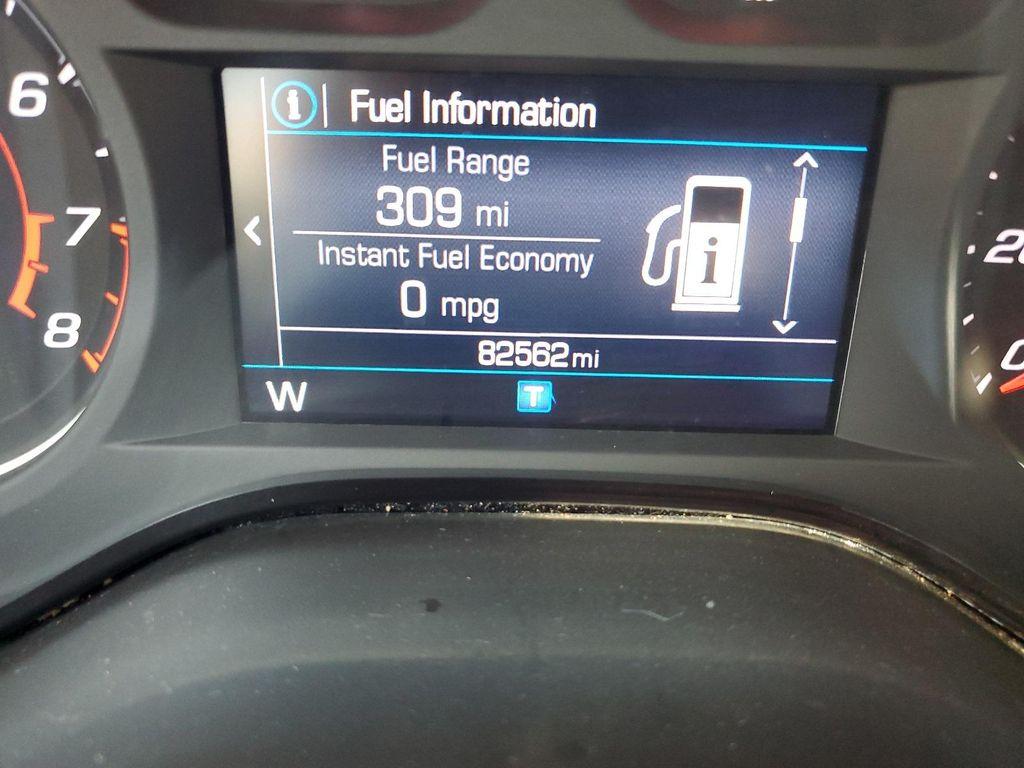 6
7
8
i Fuel Information
Fuel Range
309 mi
Instant Fuel Economy
0 mpg
i
82562 mi
W
T